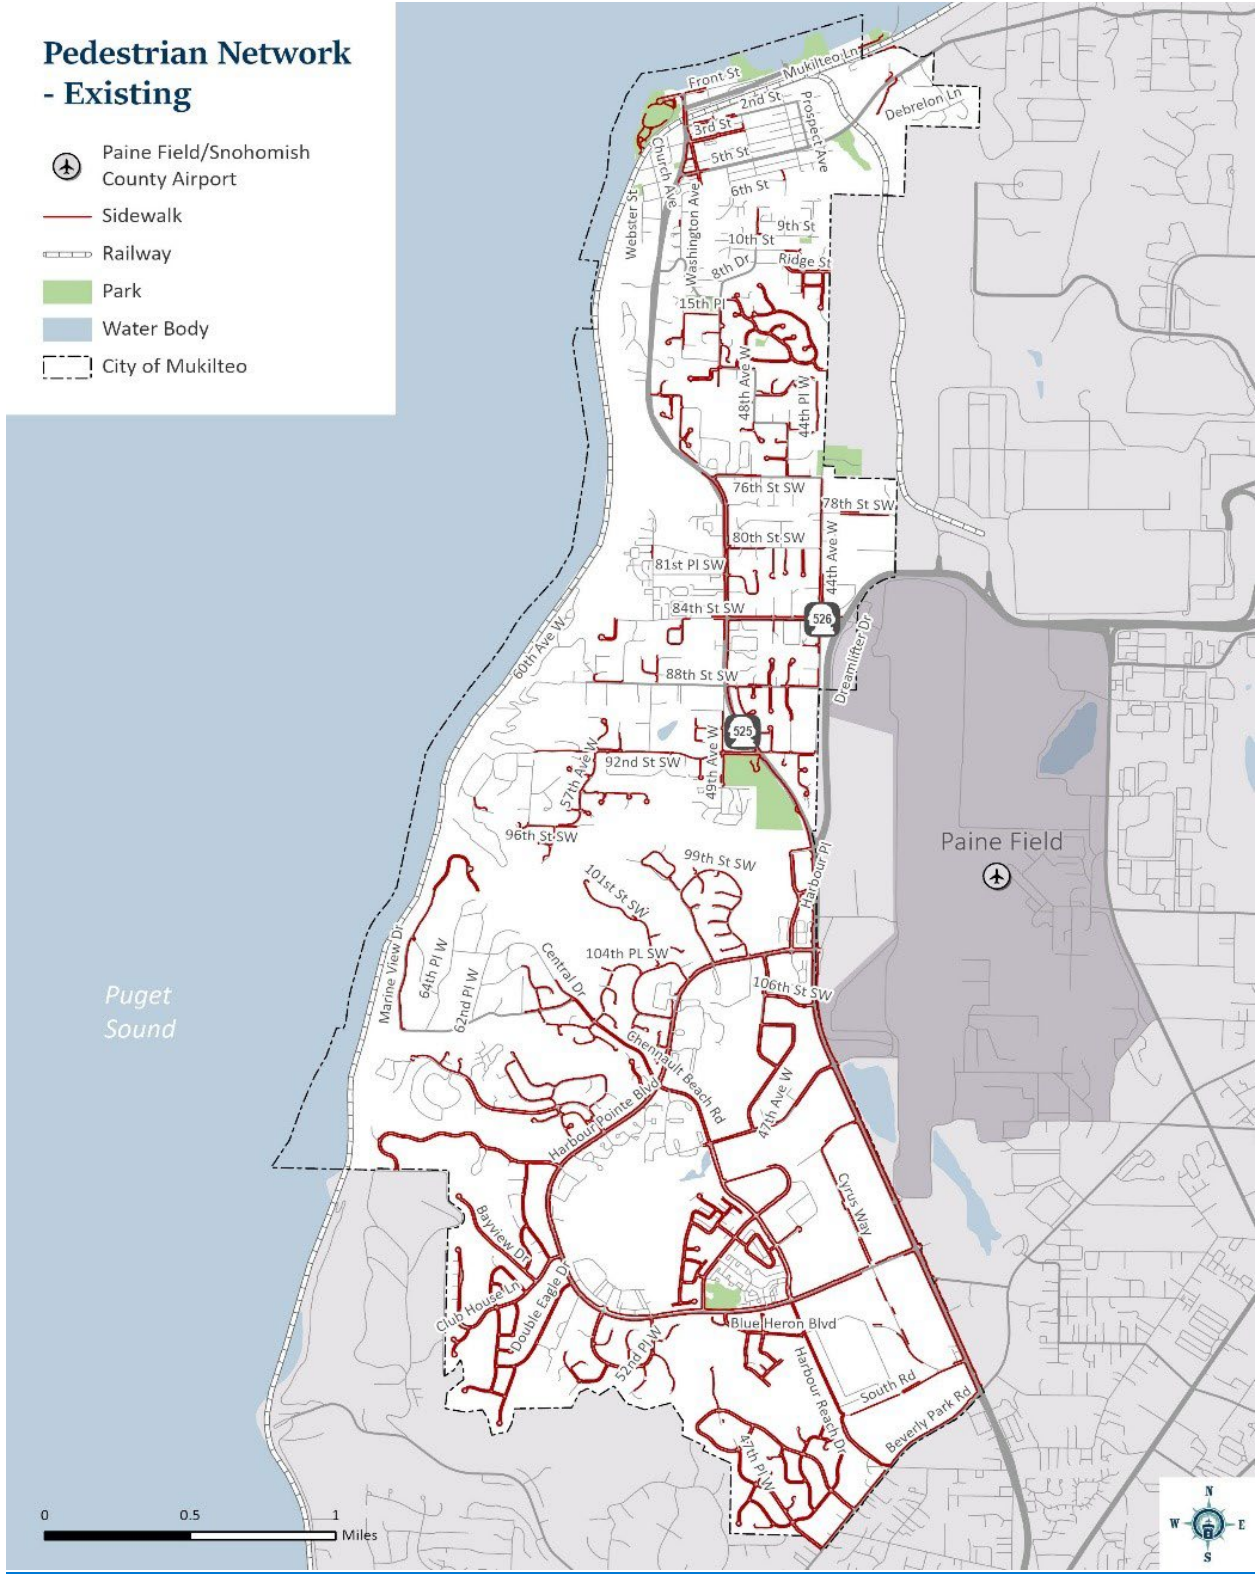 Pedestrian Network
- Existing
Paine Field/Snohomish
County Airport
Sidewalk
Railway
Park
Water Body
City of Mukilteo
Front St
Mukilteo Ln
2nd St
3rd St
5th St
6th St
Prospect Ave
Debrelon Ln
Church Ave
Webster St
Washington Ave
9th St
10th St
8th Dr
Ridge St
15th Pl
48th Ave W
44th Pl W
76th St SW
78th St SW
80th St SW
81st Pl SW
44th Ave W
84th St SW
526
60th Ave W
88th St SW
Dreamlifter Dr
525
92nd St SW
57th Ave W
49th Ave W
96th St SW
Paine Field
99th St SW
101st St SW
Harbour Pl
104th PL SW
Central Dr
106th St SW
Marine View Dr
64th Pl W
62nd Pl W
Puget
Sound
Chennault Beach Rd
47th Ave W
Harbour Pointe Blvd
Cyrus Way
Bayview Dr
Club House Ln
Double Eagle Dr
52nd Pl W
Blue Heron Blvd
Harbour Reach Dr
South Rd
Beverly Park Rd
47th Pl W
0
0.5
1
Miles
N
W
E
S